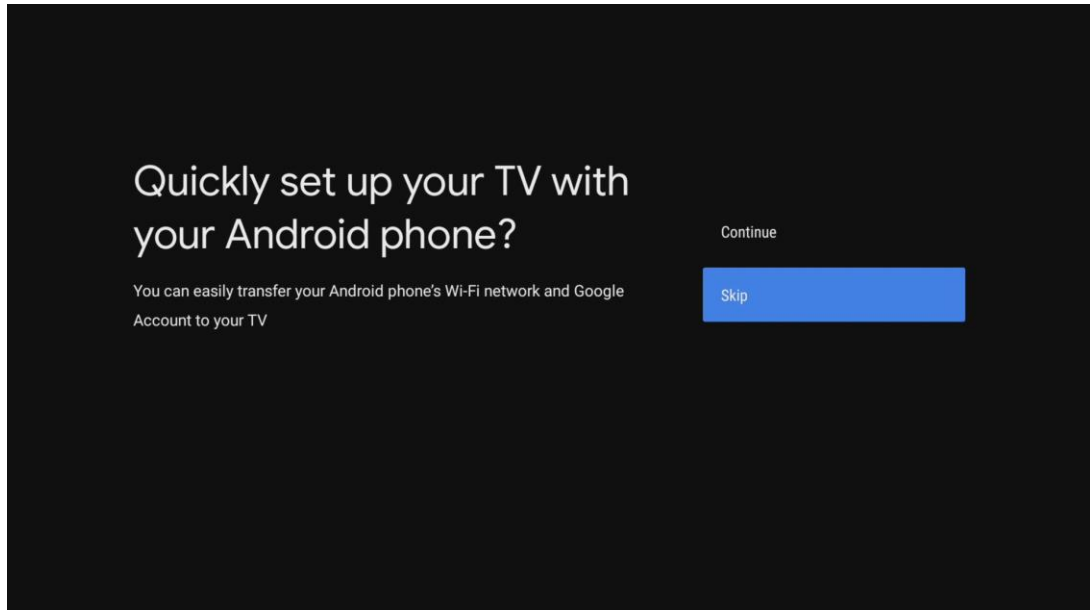 Quickly set up your TV with
your Android phone?
You can easily transfer your Android phone’s Wi-Fi network and Google
Account to your TV
Continue
Skip